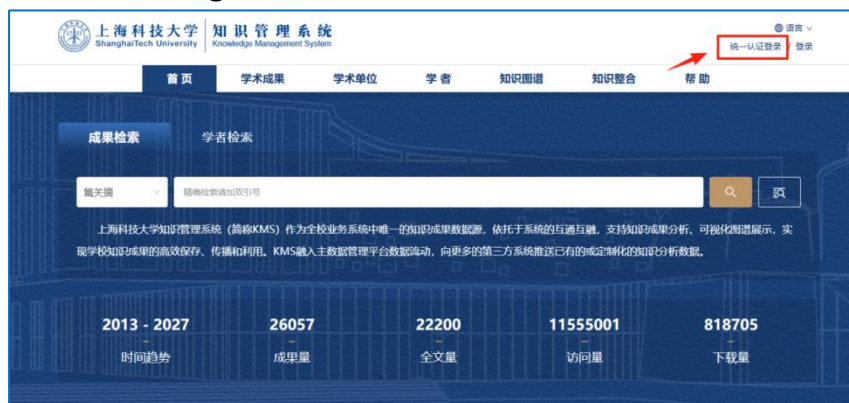 上海科技大学 知识管理系统
ShanghaiTech University Knowledge Management System
语言
统一认证登录 / 登录
首页 学术成果 学术单位 学者 知识图谱 知识整合 帮助
成果检索 学者检索
篇关摘 精确检索请加双引号
上海科技大学知识管理系统（简称KMS）作为全校业务系统中唯一的知识成果数据源，依托于系统的互通互融，支持知识成果分析、可视化图谱展示，实
现学校知识成果的高效保存、传播和利用。KMS融入主数据管理平台数据流动，向更多的第三方系统推送已有的或定制化的知识分析数据。
2013 - 2027 26057 22200 11555001 818705
时间趋势 成果量 全文量 访问量 下载量